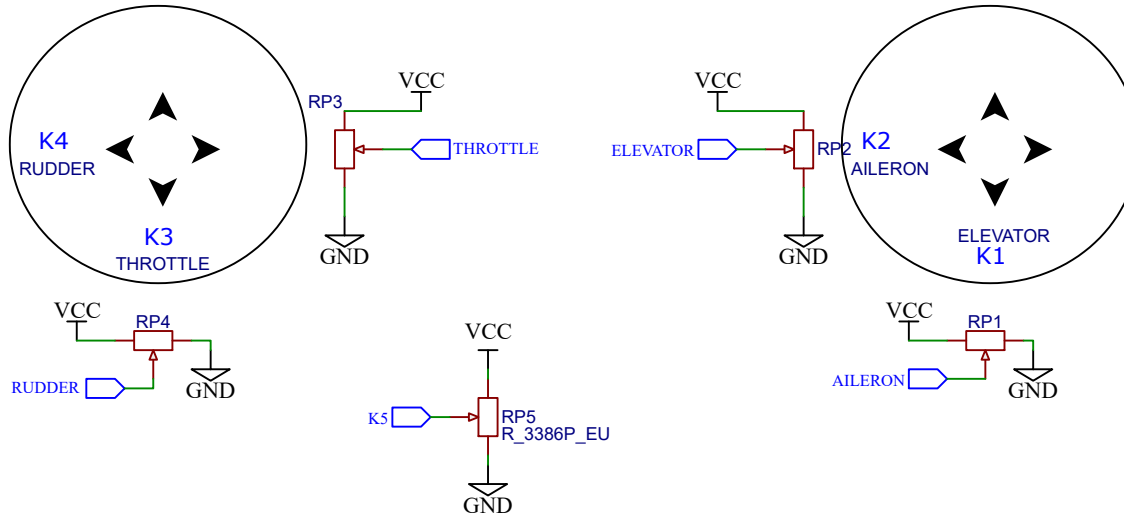 VCC
RP3
THROTTLE
GND
K4
RUDDER
K3
THROTTLE
VCC
ELEVATOR
RP2
GND
K2
AILERON
ELEVATOR
K1
VCC
RP4
RUDDER
GND
VCC
K5
RP5
R_3386P_EU
GND
VCC
RP1
AILERON
GND